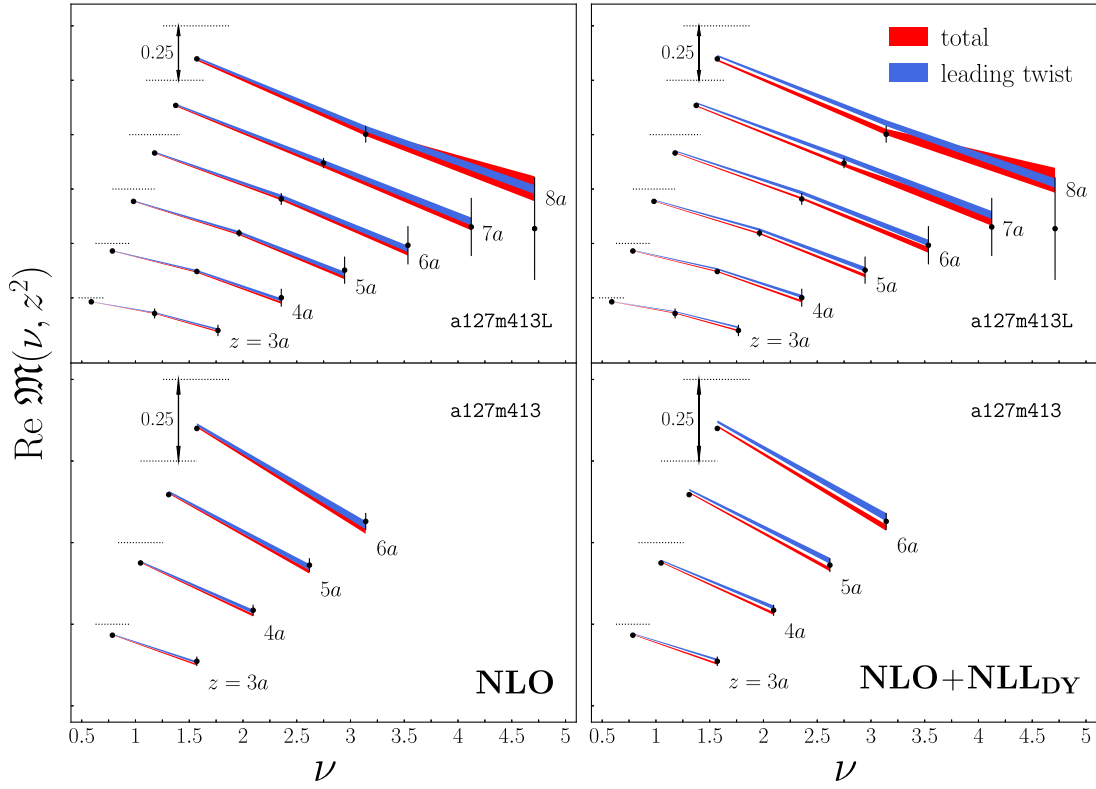 Re 𝔐(ν, z²)
0.25
8a
7a
6a
5a
4a
z = 3a
a127m413L
0.25
total
leading twist
8a
7a
6a
5a
4a
z = 3a
a127m413L
0.25
a127m413
6a
5a
4a
z = 3a
NLO
0.25
a127m413
6a
5a
4a
z = 3a
NLO+NLL_DY
0.5 1 1.5 2 2.5 3 3.5 4 4.5 5
0.5 1 1.5 2 2.5 3 3.5 4 4.5 5
ν
ν